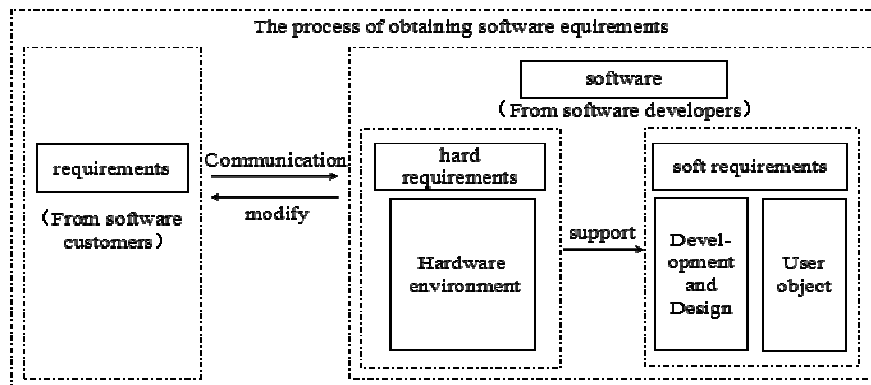 The process of obtaining software equirements
software
（From software developers）
requirements
（From software
customers）
Communication
modify
hard
requirements
Hardware
environment
support
soft requirements
Devel-
opment
and
Design
User
object